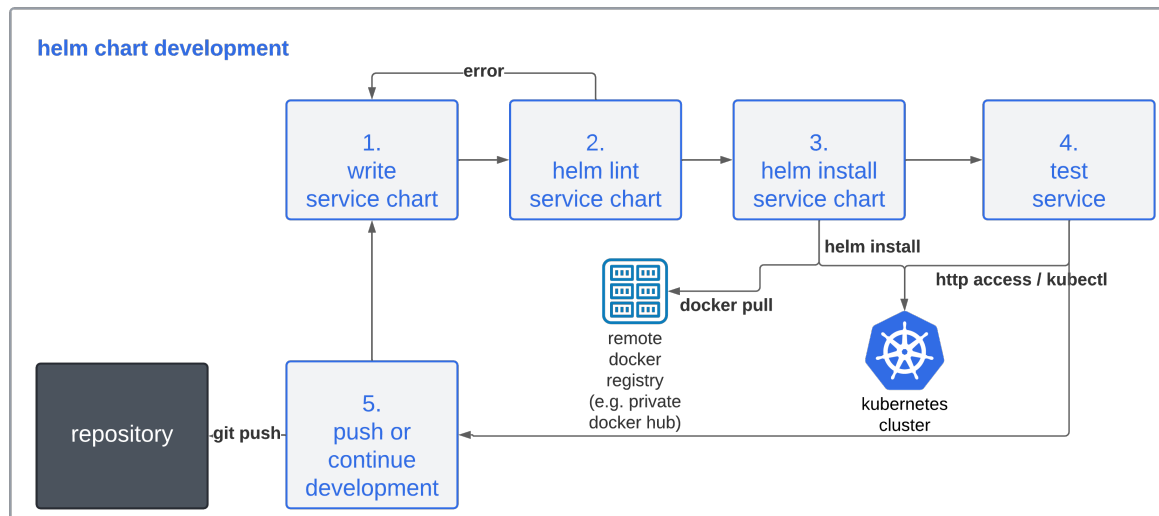 helm chart development
error
1.
write
service chart
2.
helm lint
service chart
3.
helm install
service chart
4.
test
service
helm install
http access / kubectl
docker pull
remote
docker
registry
(e.g. private
docker hub)
kubernetes
cluster
repository
git push
5.
push or
continue
development